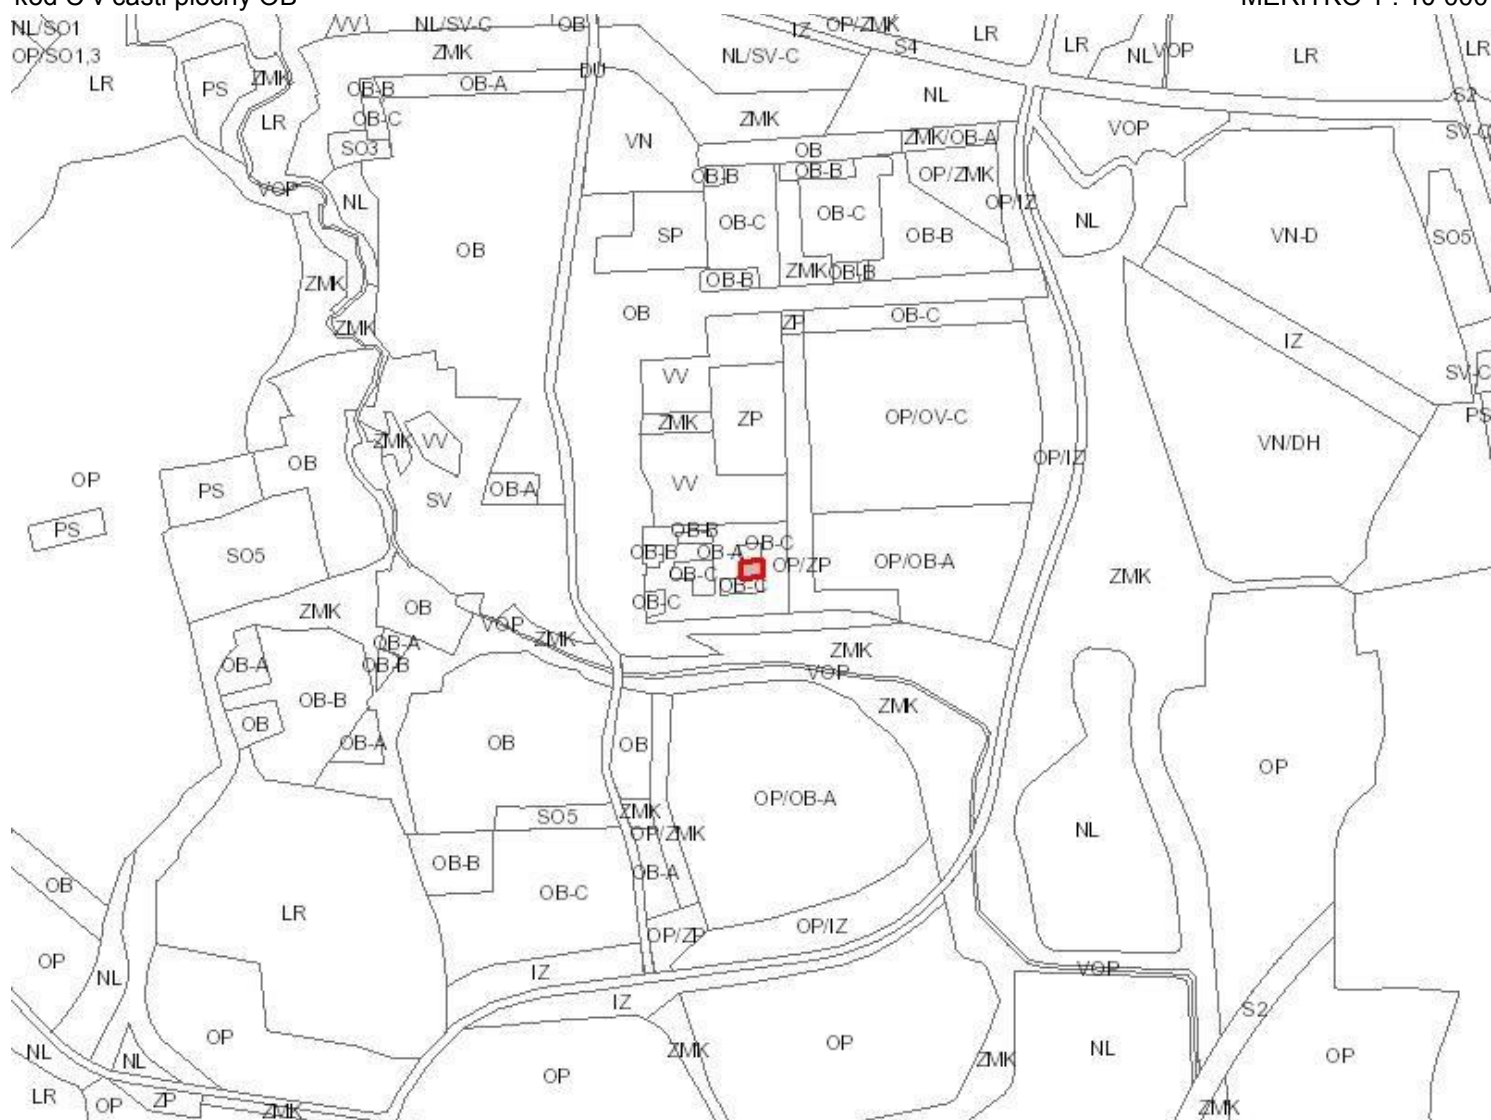 kód C v části plochy OB MĚŘÍTKO 1 : 10 000
NL/SO1 VV NL/SV-C OB IZ OP/ZMK LR
OP/SO1,3 ZMK NL/SV-C S4 LR NL VOP LR LR
LR PS ZMK OB-B OB-A DU NL S2
LR OB-C ZMK VOP SV-C
SO3 VN OB ZMK/OB-A
VOP OB-B OB-B OP/ZMK
NL OP/IZ NL
OB SP OB-C OB-C OB-B VN-D SO5
ZMK OB-B ZMK OB-B
ZMK OB ZP OB-C IZ
VV SV-C
ZMK VV ZMK ZP OP/OV-C PS
OB OP/IZ VN/DH
OP PS OB-A VV
PS SV
OB-B OB-C
SO5 OB-B OB-A OP/ZP OP/OB-A
OB-C OB-C ZMK
ZMK OB OB-C
VOP ZMK
OB-A ZMK
OB-A OB-B VOP
OB-B ZMK
OB OB-A OB OB
OP
OP/OB-A
SO5 ZMK
OP/ZMK NL
OB-B OB-A
OB OB-C
LR OP/IZ
OP/ZP
OP NL IZ VOP
IZ S2
OP OP
NL NL ZMK ZMK NL OP
OP
LR OP ZP ZMK ZMK